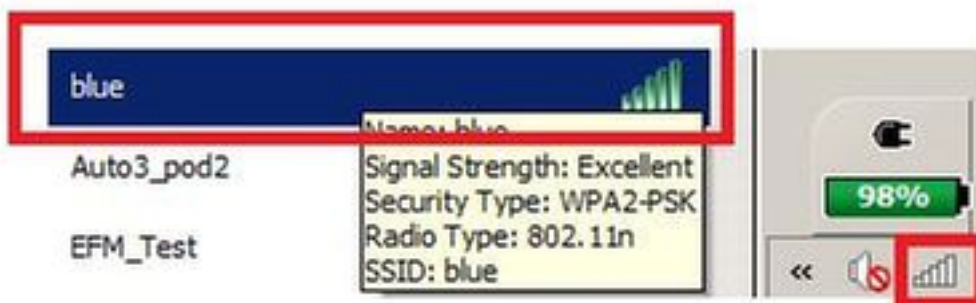 blue
Name: blue
Auto3_pod2
Signal Strength: Excellent
Security Type: WPA2-PSK
EFM_Test
Radio Type: 802.11n
SSID: blue
98%
«